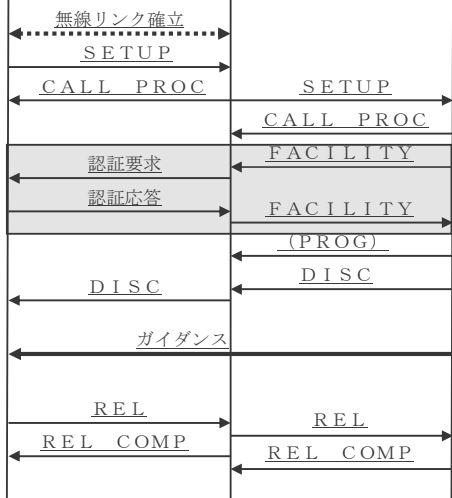 無線リンク確立
ＳＥＴＵＰ
ＣＡＬＬ　ＰＲＯＣ
ＳＥＴＵＰ
ＣＡＬＬ　ＰＲＯＣ
ＦＡＣＩＬＩＴＹ
認証要求
認証応答
ＦＡＣＩＬＩＴＹ
（ＰＲＯＧ）
ＤＩＳＣ
ＤＩＳＣ
ガイダンス
ＲＥＬ
ＲＥＬ
ＲＥＬ　ＣＯＭＰ
ＲＥＬ　ＣＯＭＰ